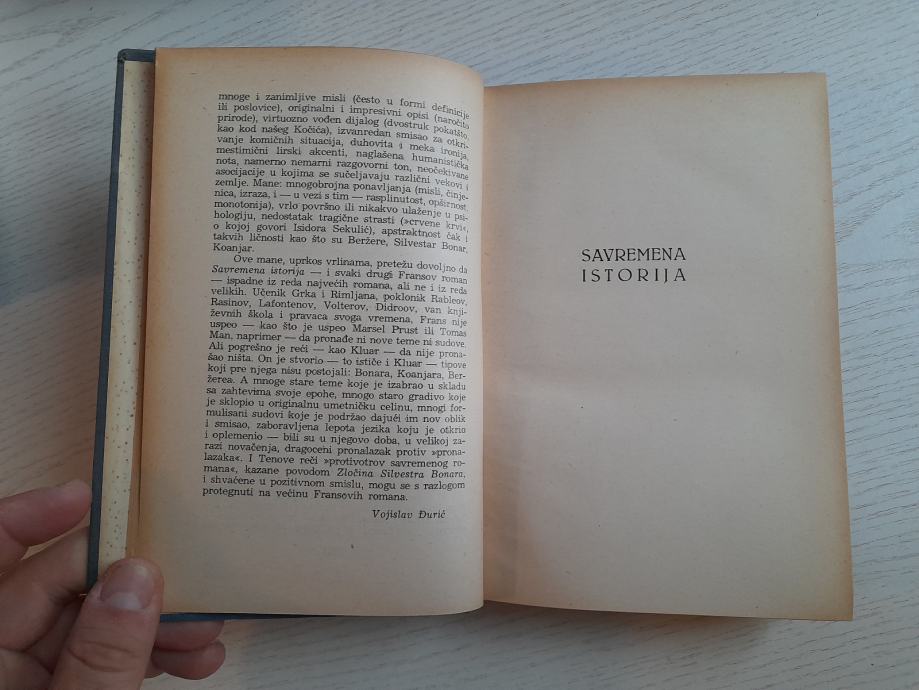 mnoge i zanimljive misli (često u formi definicije
ili poslovice), originalni i impresivni opisi (naročito
prirode), virtuozno vođen dijalog (dvostruk pokatšto,
kao kod našeg Kočića), izvanredan smisao za otkri-
vanje komičnih situacija, duhovita i meka ironija,
mestimični lirski akcenti, naglašena humanistička
nota, namerno nemarni razgovorni ton, neočekivane
asocijacije u kojima se sučeljavaju različni vekovi i
zemlje. Mane: mnogobrojna ponavljanja (misli, činje-
nica, izraza, i — u vezi s tim — rasplinutost, opširnost,
monotonija), vrlo površno ili nikakvo ulaženje u psi-
hologiju, nedostatak tragične strasti (»crvene krvi«,
o kojoj govori Isidora Sekulić), apstraktnost čak i
takvih ličnosti kao što su Beržere, Silvestar Bonar,
Koanjar.
Ove mane, uprkos vrlinama, pretežu dovoljno da
Savremena istorija — i svaki drugi Fransov roman
— ispadne iz reda najvećih romana, ali ne i iz reda
velikih. Učenik Grka i Rimljana, poklonik Rableov,
Rasinov, Lafontenov, Volterov, Didroov, van knji-
ževnih škola i pravaca svoga vremena, Frans nije
uspeo — kao što je uspeo Marsel Prust ili Tomas
Man, naprimer — da pronađe ni nove teme ni sudove.
Ali pogrešno je reći — kao Kluar — da nije prona-
šao ništa. On je stvorio — to ističe i Kluar — tipove
koji pre njega nisu postojali: Bonara, Koanjara, Ber-
žerea. A mnoge stare teme koje je izabrao u skladu
sa zahtevima svoje epohe, mnogo staro gradivo koje
je sklopio u originalnu umetničku celinu, mnogi for-
mulisani sudovi koje je podržao dajući im nov oblik
i smisao, zaboravljena lepota jezika koju je otkrio
i oplemenio — bili su u njegovo doba, u velikoj za-
razi novačenja, dragoceni pronalazak protiv »prona-
lazaka«. I Tenove reči »protivotrov savremenog ro-
mana«, kazane povodom Zločina Silvestra Bonara,
i shvaćene u pozitivnom smislu, mogu se s razlogom
protegnuti na većinu Fransovih romana.
Vojislav Đurić
SAVREMENA
ISTORIJA